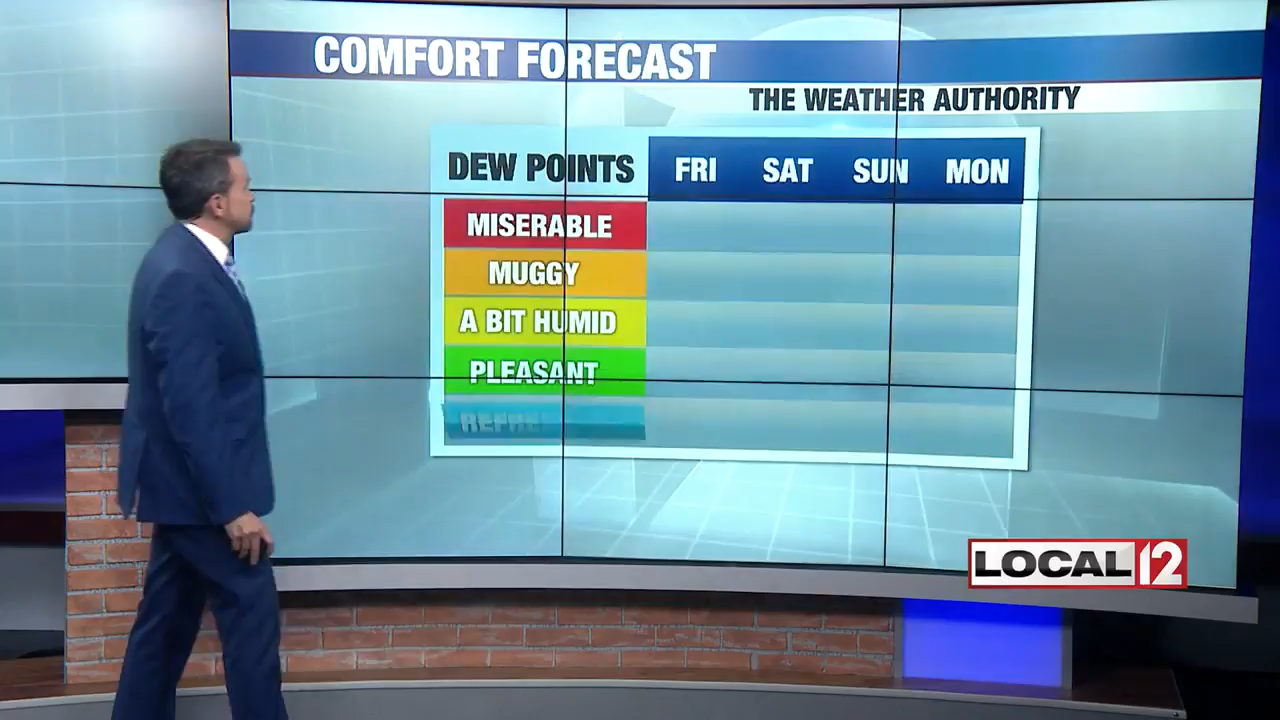 COMFORT FORECAST
THE WEATHER AUTHORITY
DEW POINTS FRI SAT SUN MON
MISERABLE
MUGGY
A BIT HUMID
PLEASANT
LOCAL 12